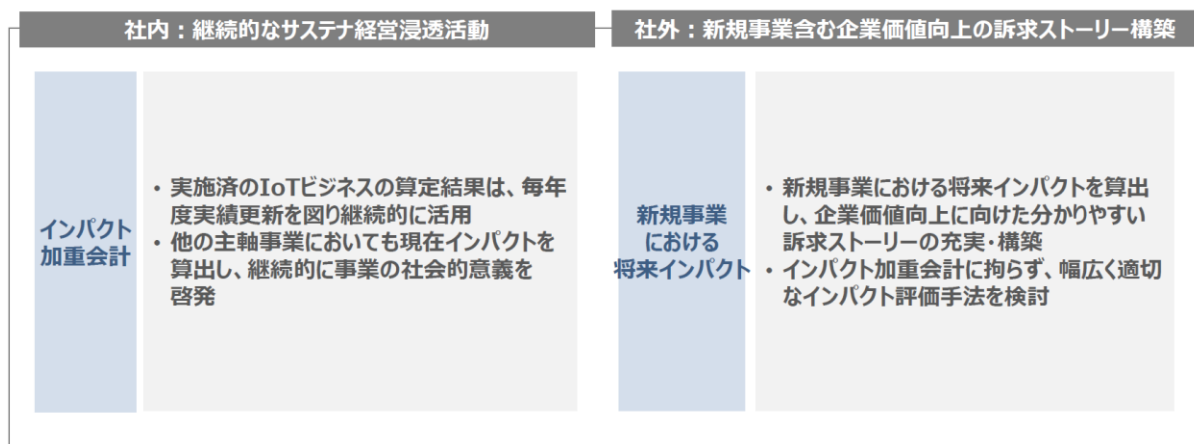 社内：継続的なサステナ経営浸透活動
インパクト
加重会計
• 実施済のIoTビジネスの算定結果は、毎年
度実績更新を図り継続的に活用
• 他の主軸事業においても現在インパクトを
算出し、継続的に事業の社会的意義を
啓発
社外：新規事業含む企業価値向上の訴求ストーリー構築
新規事業
における
将来インパクト
• 新規事業における将来インパクトを算出
し、企業価値向上に向けた分かりやすい
訴求ストーリーの充実・構築
• インパクト加重会計に拘らず、幅広く適切
なインパクト評価手法を検討